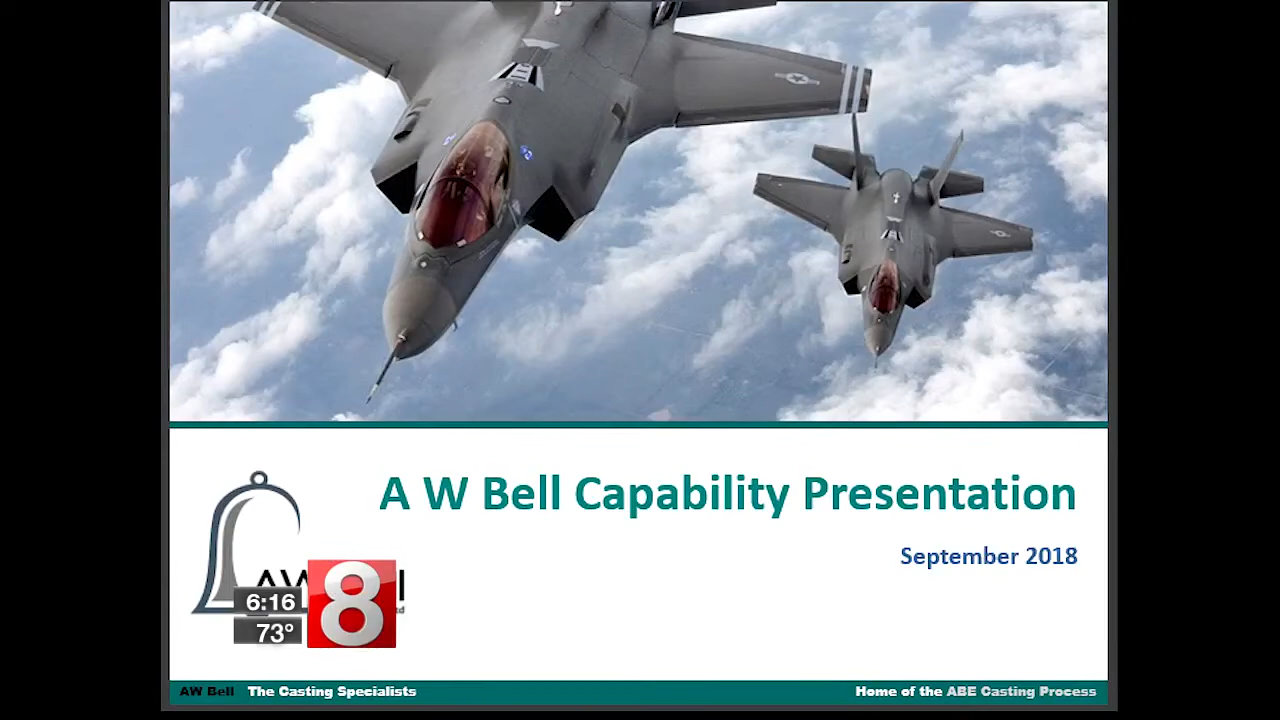 A W Bell Capability Presentation
September 2018
6:16
8
73°
AW Bell The Casting Specialists
Home of the ABE Casting Process